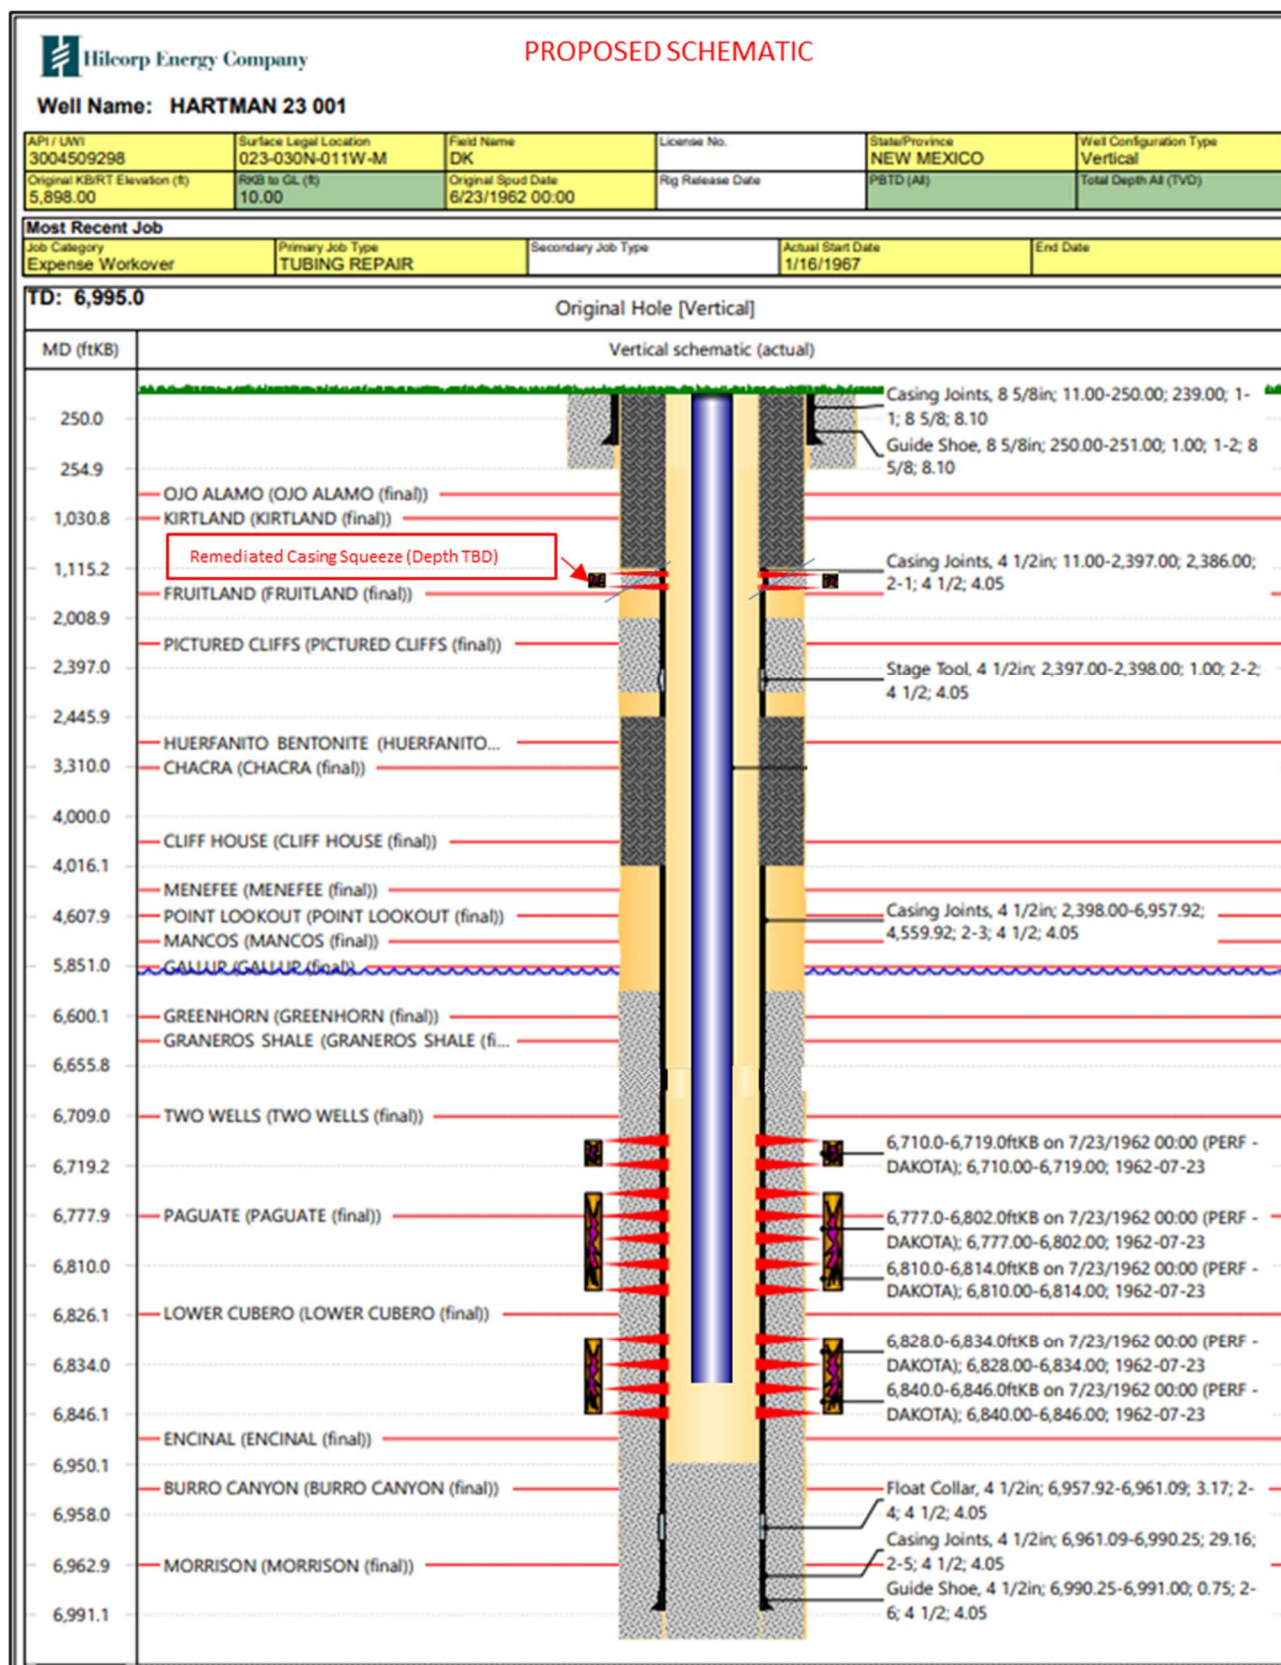 Hilcorp Energy Company
PROPOSED SCHEMATIC
Well Name: HARTMAN 23 001
API / UWI
3004509298
Surface Legal Location
023-030N-011W-M
Field Name
DK
License No.
State/Province
NEW MEXICO
Well Configuration Type
Vertical
Original KB/RT Elevation (ft)
5,898.00
RKB to GL (ft)
10.00
Original Spud Date
6/23/1962 00:00
Rig Release Date
PBTD (All)
Total Depth All (TVD)
Most Recent Job
Job Category
Expense Workover
Primary Job Type
TUBING REPAIR
Secondary Job Type
Actual Start Date
1/16/1967
End Date
TD: 6,995.0
Original Hole [Vertical]
MD (ftKB)
Vertical schematic (actual)
Casing Joints, 8 5/8in; 11.00-250.00; 239.00; 1-
1; 8 5/8; 8.10
250.0
Guide Shoe, 8 5/8in; 250.00-251.00; 1.00; 1-2; 8
5/8; 8.10
254.9
OJO ALAMO (OJO ALAMO (final))
1,030.8
KIRTLAND (KIRTLAND (final))
Remediated Casing Squeeze (Depth TBD)
1,115.2
Casing Joints, 4 1/2in; 11.00-2,397.00; 2,386.00;
2-1; 4 1/2; 4.05
FRUITLAND (FRUITLAND (final))
2,008.9
PICTURED CLIFFS (PICTURED CLIFFS (final))
2,397.0
Stage Tool, 4 1/2in; 2,397.00-2,398.00; 1.00; 2-2;
4 1/2; 4.05
2,445.9
HUERFANITO BENTONITE (HUERFANITO...
3,310.0
CHACRA (CHACRA (final))
4,000.0
CLIFF HOUSE (CLIFF HOUSE (final))
4,016.1
MENEFEE (MENEFEE (final))
4,607.9
POINT LOOKOUT (POINT LOOKOUT (final))
Casing Joints, 4 1/2in; 2,398.00-6,957.92;
4,559.92; 2-3; 4 1/2; 4.05
MANCOS (MANCOS (final))
5,851.0
GALLUP (GALLUP (final))
6,600.1
GREENHORN (GREENHORN (final))
GRANEROS SHALE (GRANEROS SHALE (fi...
6,655.8
6,709.0
TWO WELLS (TWO WELLS (final))
6,710.0-6,719.0ftKB on 7/23/1962 00:00 (PERF -
DAKOTA); 6,710.00-6,719.00; 1962-07-23
6,719.2
6,777.9
PAGUATE (PAGUATE (final))
6,777.0-6,802.0ftKB on 7/23/1962 00:00 (PERF -
DAKOTA); 6,777.00-6,802.00; 1962-07-23
6,810.0
6,810.0-6,814.0ftKB on 7/23/1962 00:00 (PERF -
DAKOTA); 6,810.00-6,814.00; 1962-07-23
6,826.1
LOWER CUBERO (LOWER CUBERO (final))
6,828.0-6,834.0ftKB on 7/23/1962 00:00 (PERF -
DAKOTA); 6,828.00-6,834.00; 1962-07-23
6,834.0
6,840.0-6,846.0ftKB on 7/23/1962 00:00 (PERF -
DAKOTA); 6,840.00-6,846.00; 1962-07-23
6,846.1
ENCINAL (ENCINAL (final))
6,950.1
BURRO CANYON (BURRO CANYON (final))
Float Collar, 4 1/2in; 6,957.92-6,961.09; 3.17; 2-
4; 4 1/2; 4.05
6,958.0
Casing Joints, 4 1/2in; 6,961.09-6,990.25; 29.16;
2-5; 4 1/2; 4.05
6,962.9
MORRISON (MORRISON (final))
Guide Shoe, 4 1/2in; 6,990.25-6,991.00; 0.75; 2-
6; 4 1/2; 4.05
6,991.1